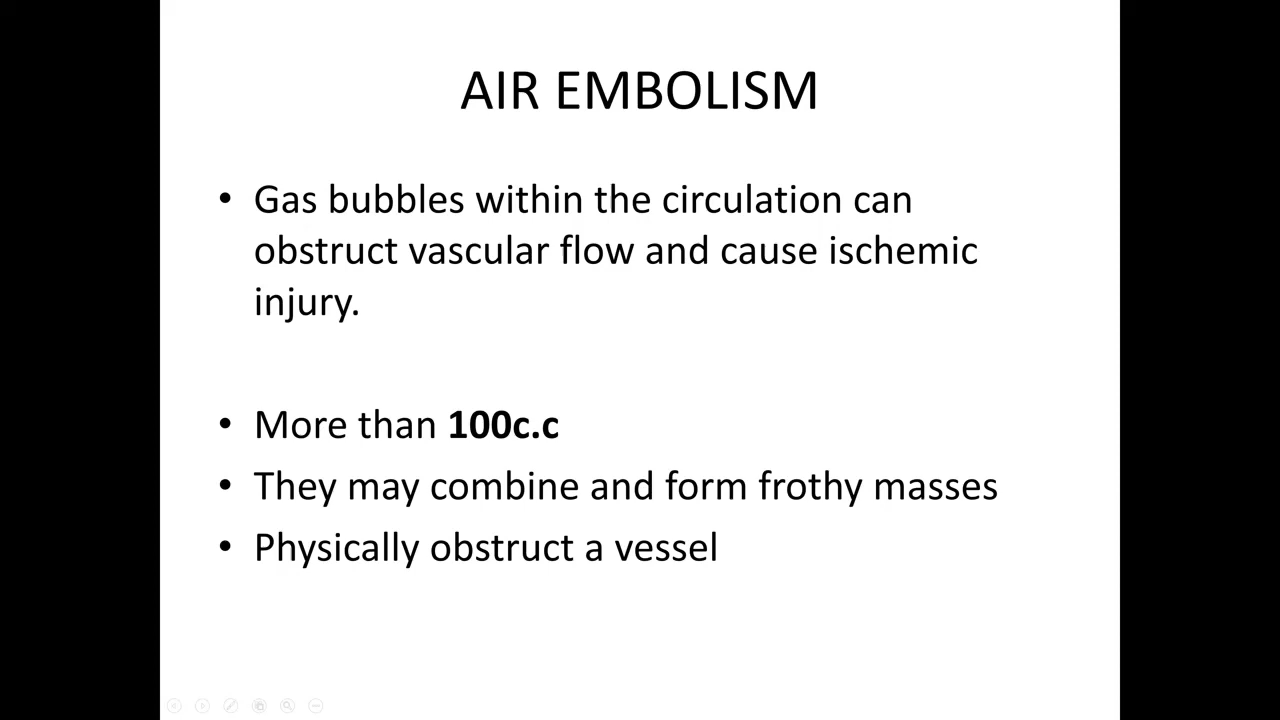 AIR EMBOLISM
• Gas bubbles within the circulation can
obstruct vascular flow and cause ischemic
injury.
• More than 100c.c
• They may combine and form frothy masses
• Physically obstruct a vessel